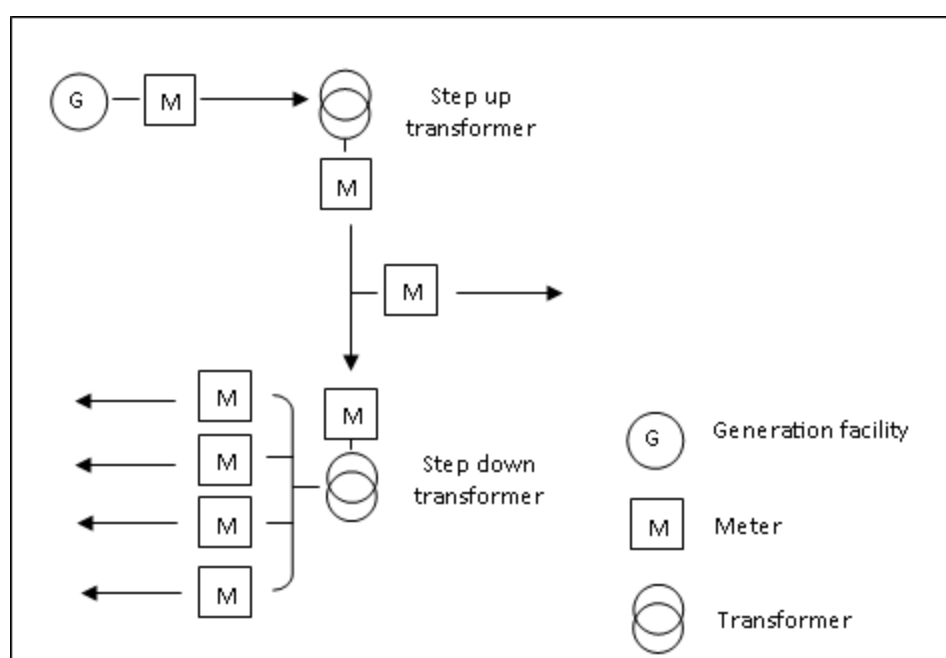 G
M
Step up
transformer
M
M
M
M
M
M
M
Step down
transformer
G
Generation facility
M
Meter
Transformer